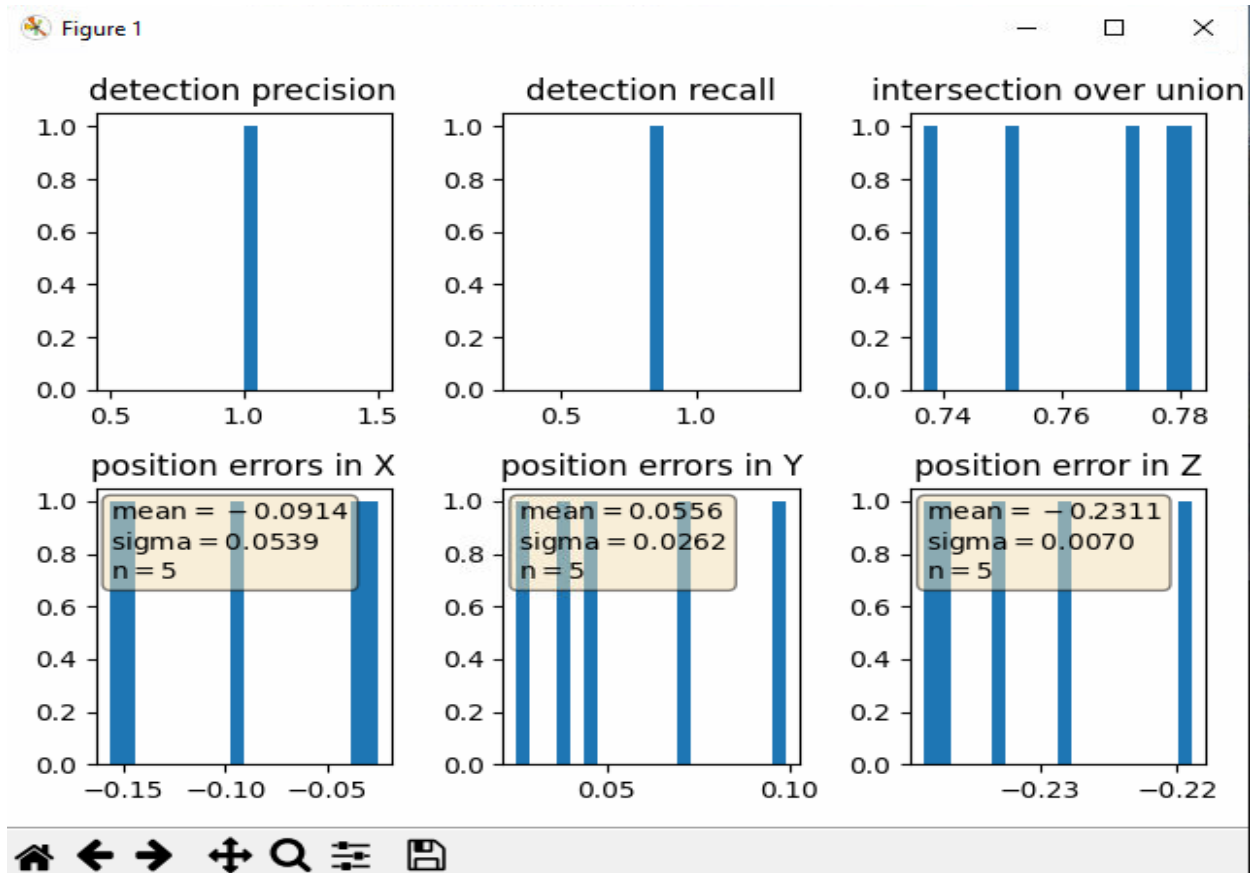 Figure 1
detection precision
detection recall
intersection over union
1.0
0.8
0.6
0.4
0.2
0.0
0.5 1.0 1.5
1.0
0.8
0.6
0.4
0.2
0.0
0.5 1.0
1.0
0.8
0.6
0.4
0.2
0.0
0.74 0.76 0.78
position errors in X
position errors in Y
position error in Z
1.0
0.8
0.6
0.4
0.2
0.0
mean = −0.0914
sigma = 0.0539
n = 5
−0.15 −0.10 −0.05
1.0
0.8
0.6
0.4
0.2
0.0
mean = 0.0556
sigma = 0.0262
n = 5
0.05 0.10
1.0
0.8
0.6
0.4
0.2
0.0
mean = −0.2311
sigma = 0.0070
n = 5
−0.23 −0.22